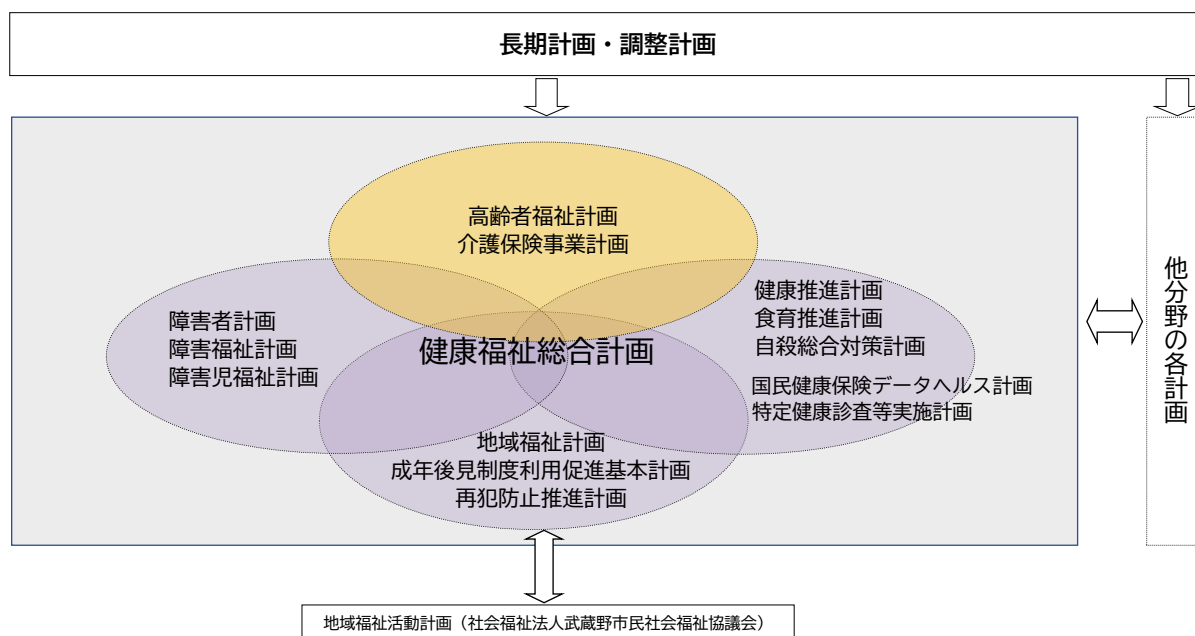 長期計画・調整計画
高齢者福祉計画
介護保険事業計画
障害者計画
障害福祉計画
障害児福祉計画
健康福祉総合計画
健康推進計画
食育推進計画
自殺総合対策計画
国民健康保険データヘルス計画
特定健康診査等実施計画
地域福祉計画
成年後見制度利用促進基本計画
再犯防止推進計画
他分野の各計画
地域福祉活動計画（社会福祉法人武蔵野市民社会福祉協議会）